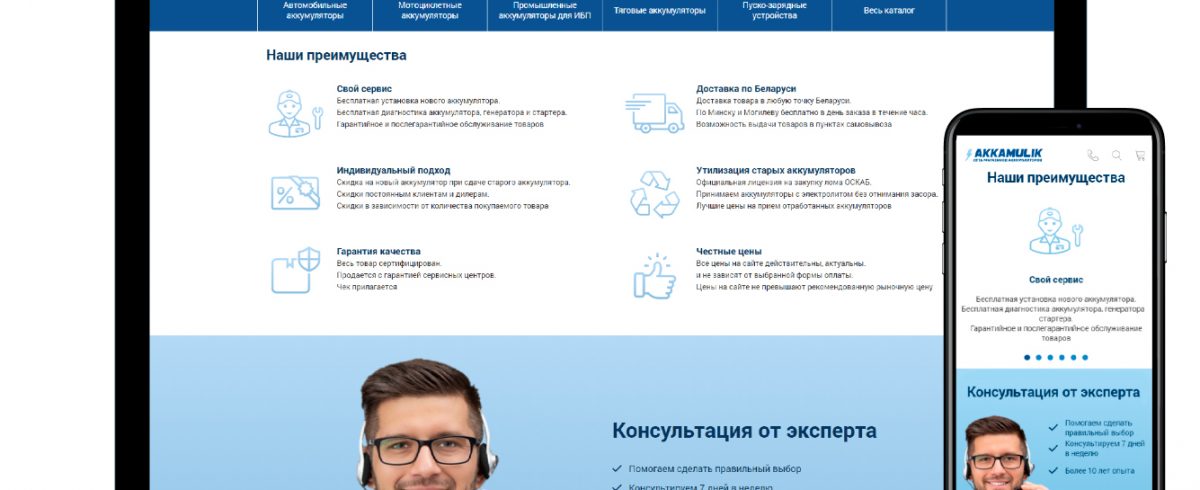 Автомобильные
аккумуляторы
Мотоциклетные
аккумуляторы
Промышленные
аккумуляторы для ИБП
Тяговые аккумуляторы
Пуско-зарядные
устройства
Весь каталог
Наши преимущества
Свой сервис
Бесплатная установка нового аккумулятора.
Бесплатная диагностика аккумулятора, генератора и стартера.
Гарантийное и послегарантийное обслуживание товаров
Доставка по Беларуси
Доставка товара в любую точку Беларуси.
По Минску и Могилеву бесплатно в день заказа в течение часа.
Возможность выдачи товаров в пунктах самовывоза
Индивидуальный подход
Скидка на новый аккумулятор при сдаче старого аккумулятора.
Скидки постоянным клиентам и дилерам.
Скидки в зависимости от количества покупаемого товара
Утилизация старых аккумуляторов
Официальная лицензия на закупку лома ОСКАБ.
Принимаем аккумуляторы с электролитом без отнимания засора.
Лучшие цены на прием отработанных аккумуляторов
Гарантия качества
Весь товар сертифицирован.
Продается с гарантией сервисных центров.
Чек прилагается
Честные цены
Все цены на сайте действительны, актуальны.
и не зависят от выбранной формы оплаты.
Цены на сайте не превышают рекомендованную рыночную цену
Консультация от эксперта
Помогаем сделать правильный выбор
Консультируем 7 дней в неделю
AKKAMULIK
Наши преимущества
Свой сервис
Бесплатная установка нового аккумулятора.
Бесплатная диагностика аккумулятора, генератора
стартера.
Гарантийное и послегарантийное обслуживание
товаров
Консультация от эксперта
Помогаем сделать
правильный выбор
Консультируем 7 дней
в неделю
Более 10 лет опыта